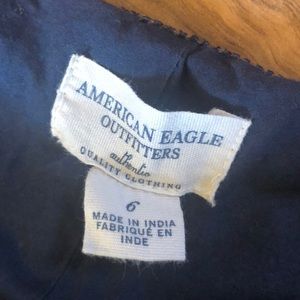 AMERICAN EAGLE
OUTFITTERS
authentic
QUALITY CLOTHING
6
MADE IN INDIA
FABRIQUÉ EN
INDE